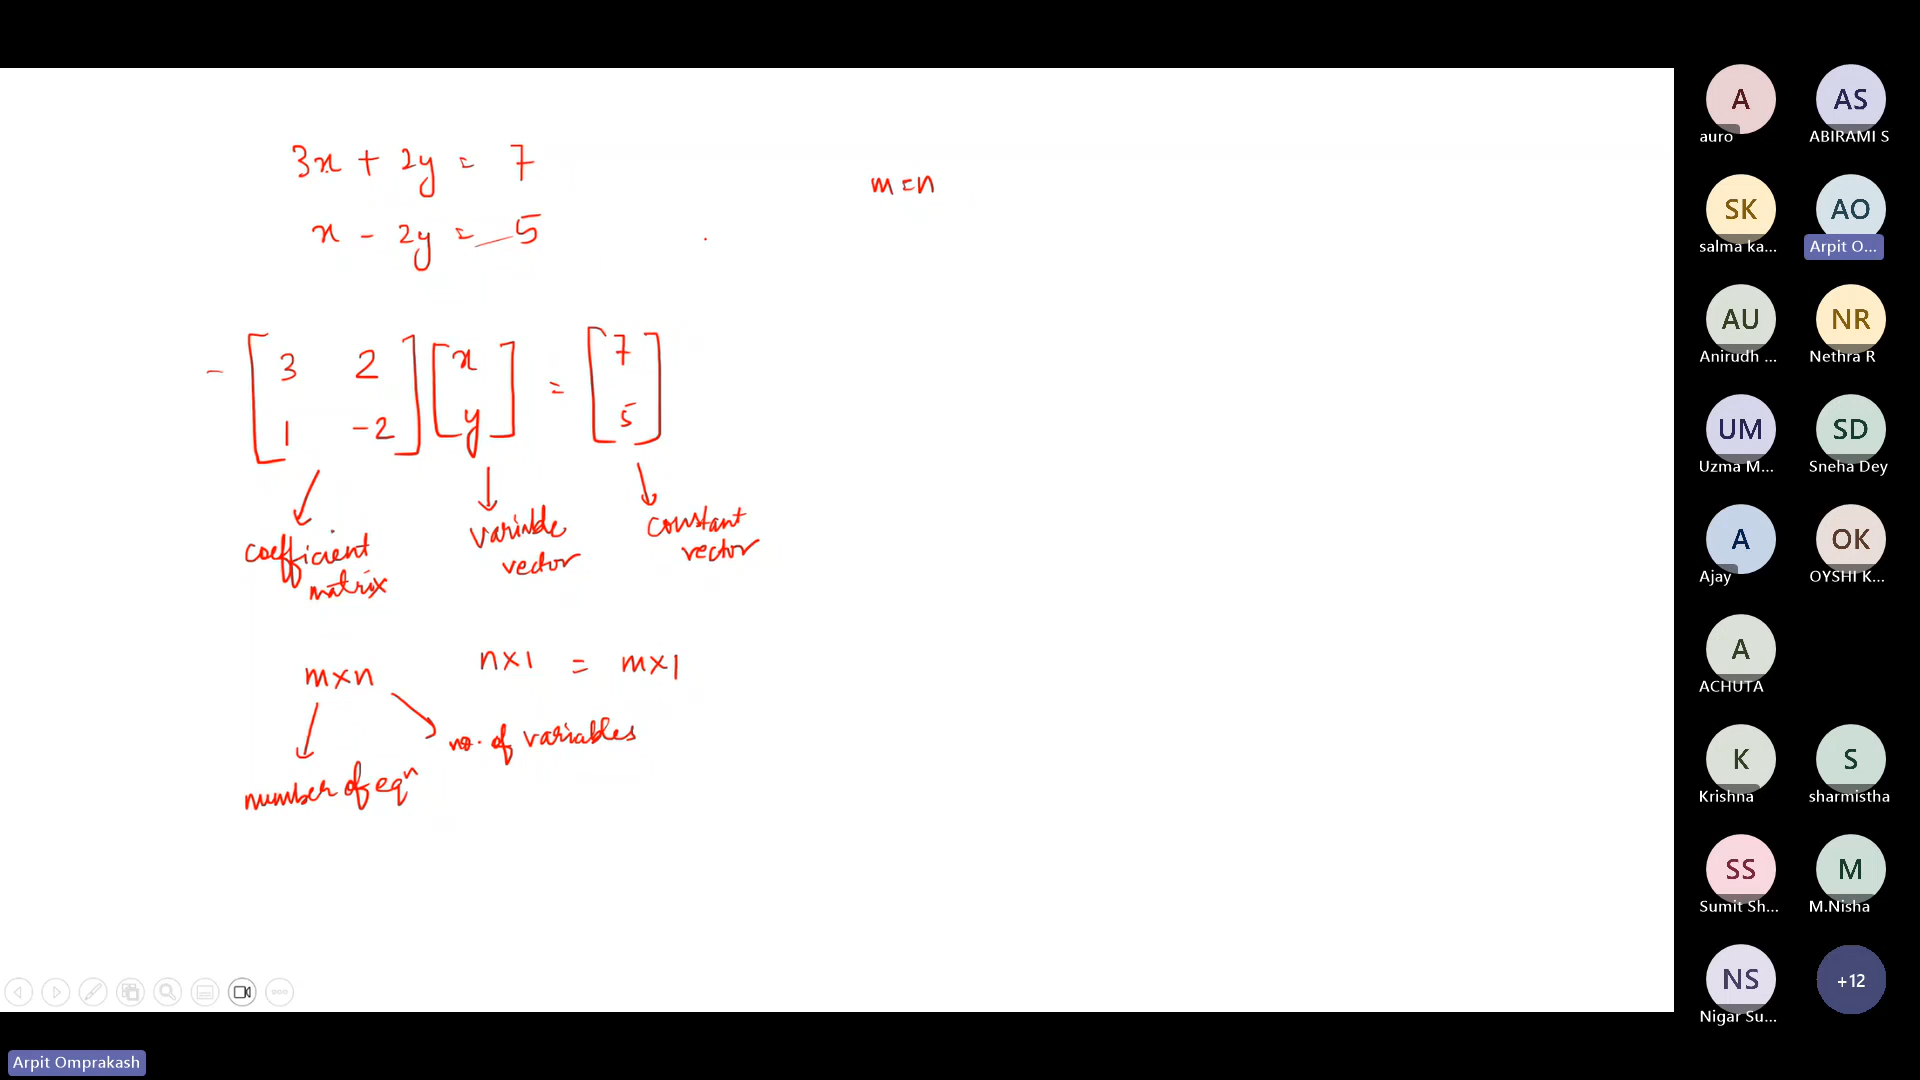 3x + 2y = 7
x - 2y = 5
m = n
- [ 3 2 ] [ x ] = [ 7 ]
[ 1 -2 ] [ y ] [ 5 ]
coefficient matrix
variable vector
constant vector
m×n
n×1 = m×1
no. of variables
number of eqⁿ
A
auro
AS
ABIRAMI S
SK
salma ka...
AO
Arpit O...
AU
Anirudh ...
NR
Nethra R
UM
Uzma M...
SD
Sneha Dey
A
Ajay
OK
OYSHI K...
A
ACHUTA
K
Krishna
S
sharmistha
SS
Sumit Sh...
M
M.Nisha
NS
Nigar Su...
+12
Arpit Omprakash